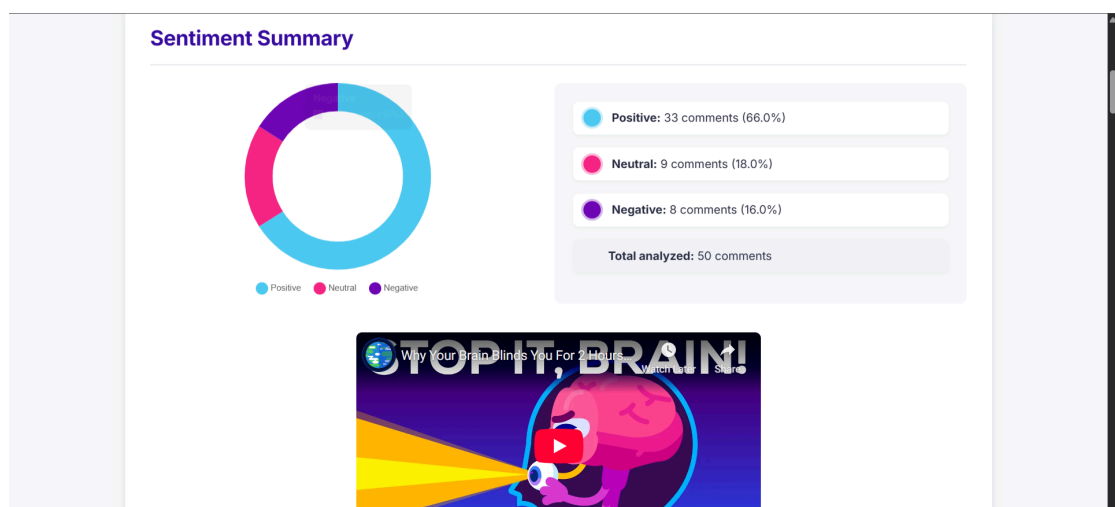 Sentiment Summary
Negative
Positive: 33 comments (66.0%)
Neutral: 9 comments (18.0%)
Negative: 8 comments (16.0%)
Total analyzed: 50 comments
Positive Neutral Negative
STOP IT, BRAIN!
Why Your Brain Blinds You For 2 Hours...
Watch Later Share